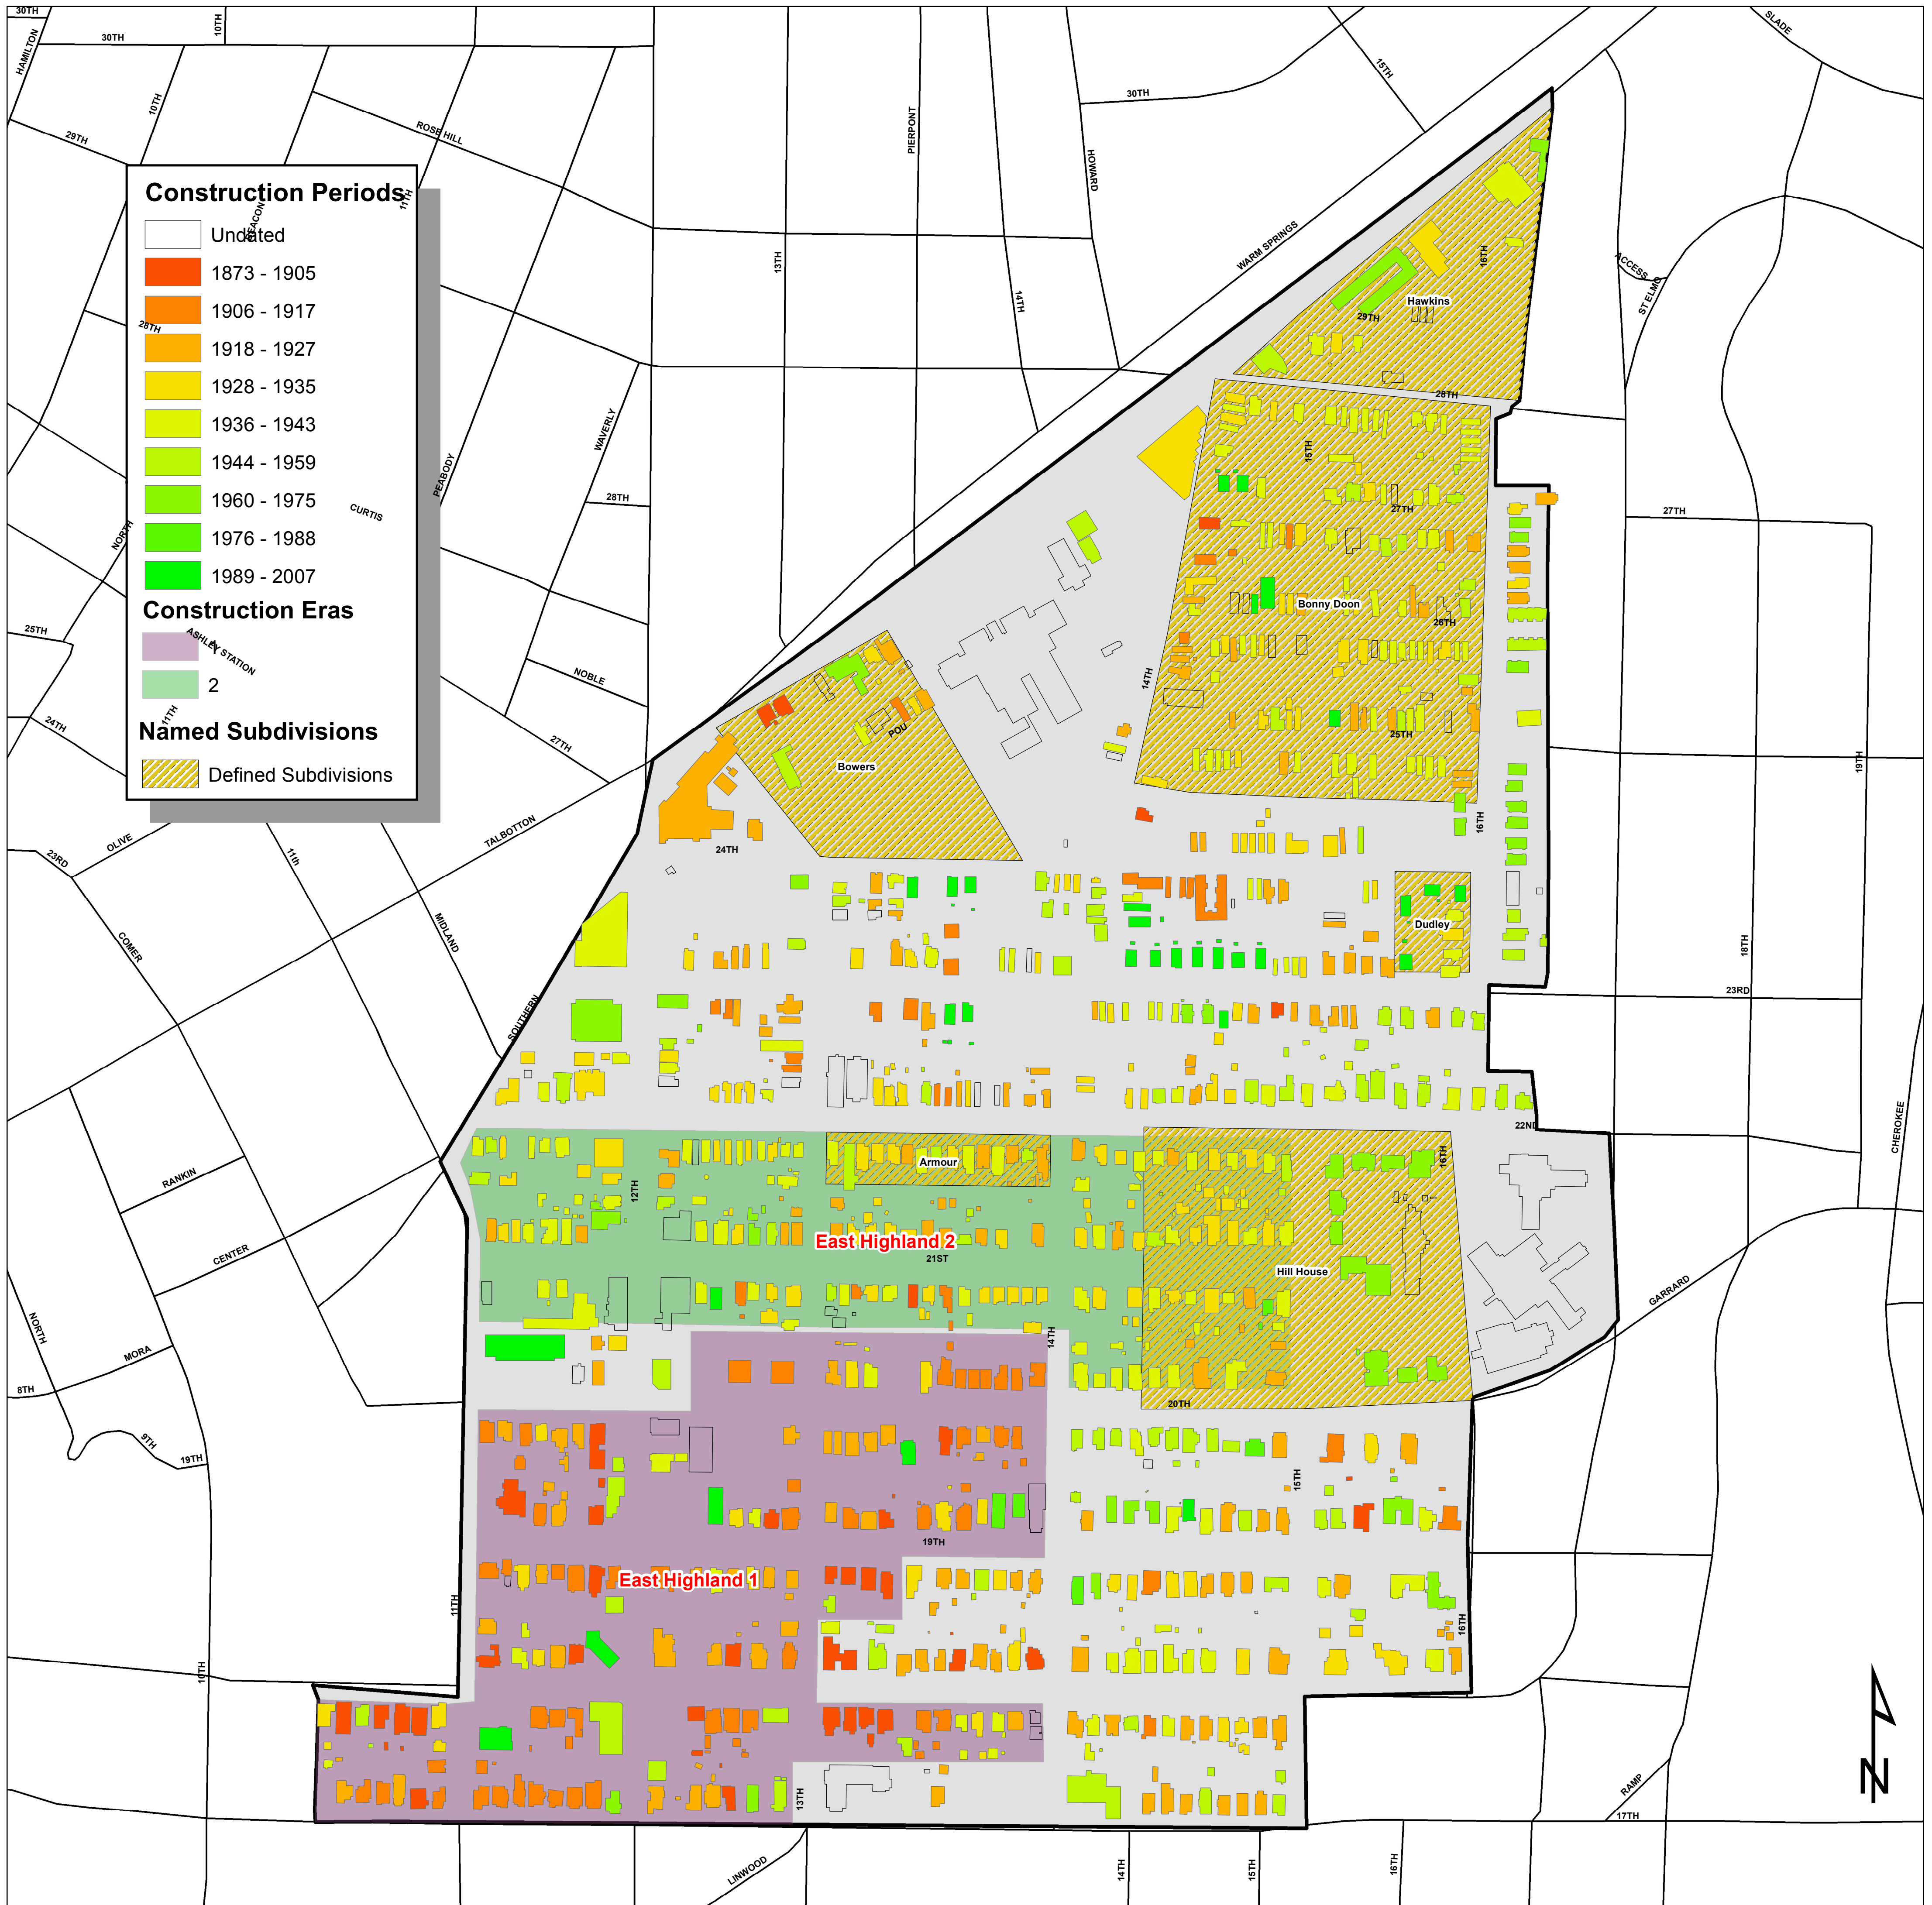 30TH
30TH
HAMILTON
10TH
10TH
29TH
ROSE HILL
PIERPONT
HOWARD
30TH
15TH
SLADE
13TH
14TH
WARM SPRINGS
16TH
ACCESS
ST ELMO
Construction Periods
11TH
BEACON
Undated
1873 - 1905
1906 - 1917
28TH
1918 - 1927
1928 - 1935
1936 - 1943
1944 - 1959
1960 - 1975
CURTIS
NORTH
1976 - 1988
1989 - 2007
Construction Eras
1
ASHLEY STATION
2
11TH
Named Subdivisions
Defined Subdivisions
PEABODY
WAVERLY
28TH
NOBLE
27TH
25TH
24TH
Hawkins
29TH
28TH
15TH
27TH
27TH
Bonny Doon
26TH
14TH
25TH
16TH
19TH
POU
Bowers
24TH
OLIVE
TALBOTTON
23RD
11th
MIDLAND
COMER
SOUTHERN
Dudley
18TH
23RD
22ND
CHEROKEE
RANKIN
CENTER
12TH
Armour
16TH
East Highland 2
21ST
Hill House
GARRARD
NORTH
MORA
8TH
14TH
20TH
9TH
19TH
15TH
19TH
East Highland 1
11TH
16TH
10TH
13TH
RAMP
17TH
LINWOOD
14TH
15TH
16TH
N